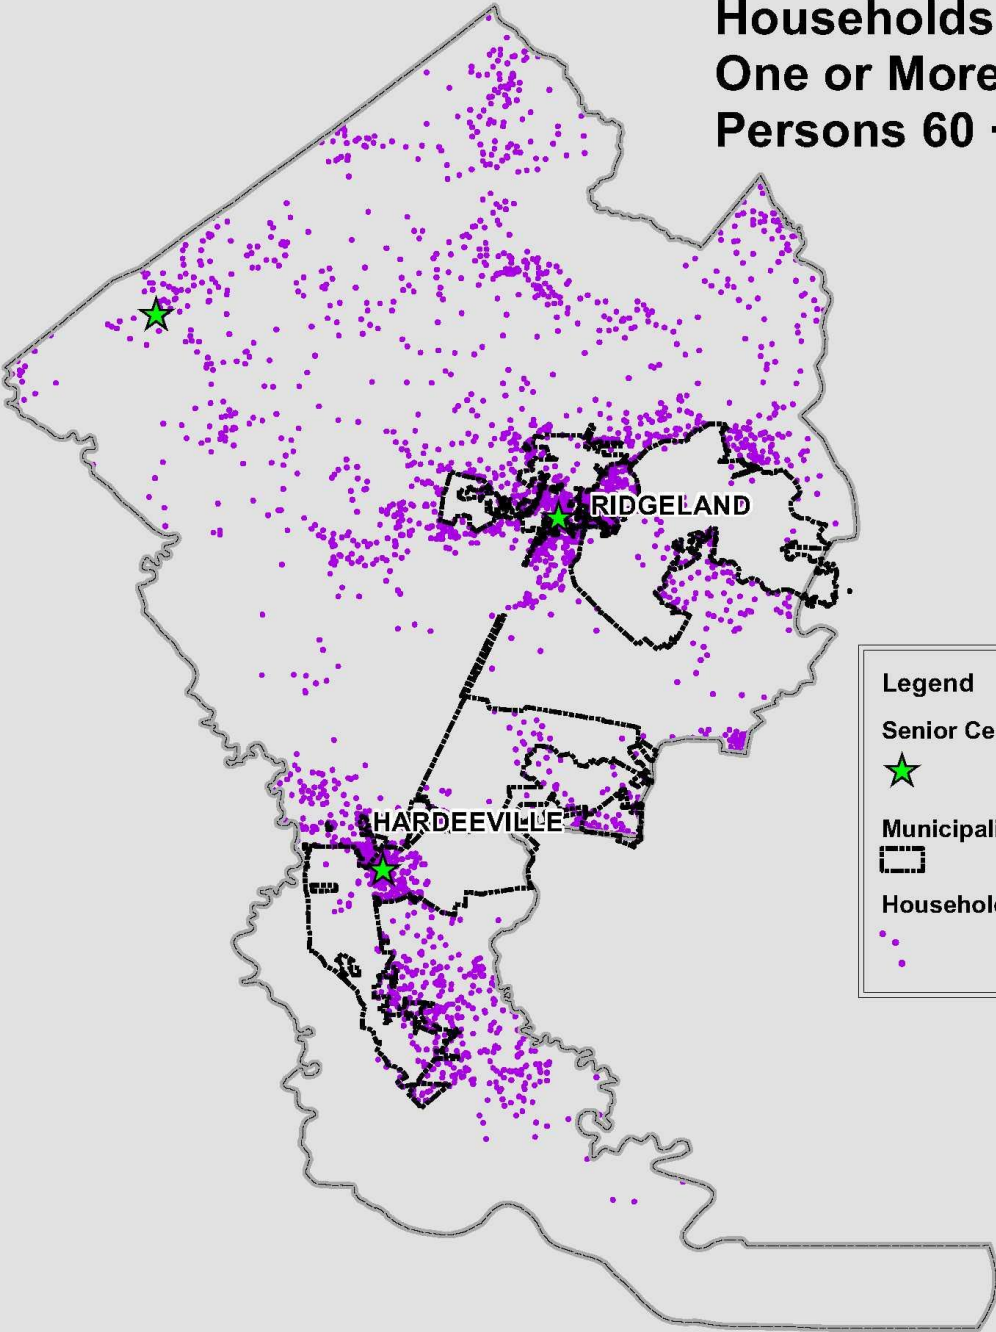 Households
One or More
Persons 60
RIDGELAND
HARDEEVILLE
Legend
Senior Ce
Municipali
Househol